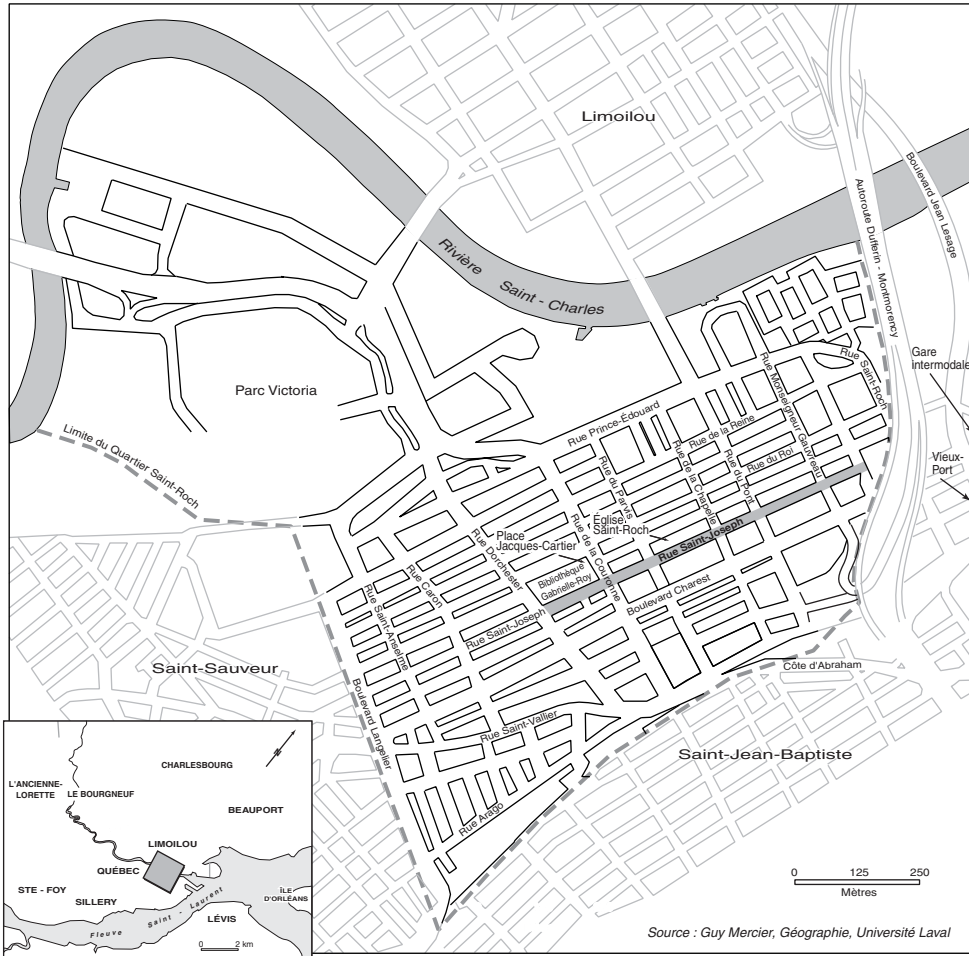 Limoilou
Boulevard Jean Lesage
Autoroute Dufferin - Montmorency
Rivière
Saint - Charles
Gare
intermodale
Rue Saint-Roch
Parc Victoria
Rue Monseigneur Gauvreau
Rue Prince-Édouard
Rue de la Reine
Limite du Quartier Saint-Roch
Vieux-
Port
Rue du Roi
Rue du Pont
Rue de la Chapelle
Rue du Parvis
Église
Saint-Roch
Place
Jacques-Cartier
Rue Saint-Joseph
Rue de la Couronne
Rue Dorchester
Bibliothèque
Gabrielle-Roy
Rue Caron
Boulevard Charest
Rue Saint-Joseph
Rue Saint-Anselme
Saint-Sauveur
Côte d'Abraham
Boulevard Langelier
Rue Saint-Vallier
Saint-Jean-Baptiste
Rue Arago
N
CHARLESBOURG
L'ANCIENNE-
LORETTE
LE BOURGNEUF
BEAUPORT
LIMOILOU
QUÉBEC
STE - FOY
SILLERY
ÎLE
D'ORLÉANS
LÉVIS
Fleuve Saint - Laurent
0 2 km
0 125 250
Mètres
Source : Guy Mercier, Géographie, Université Laval